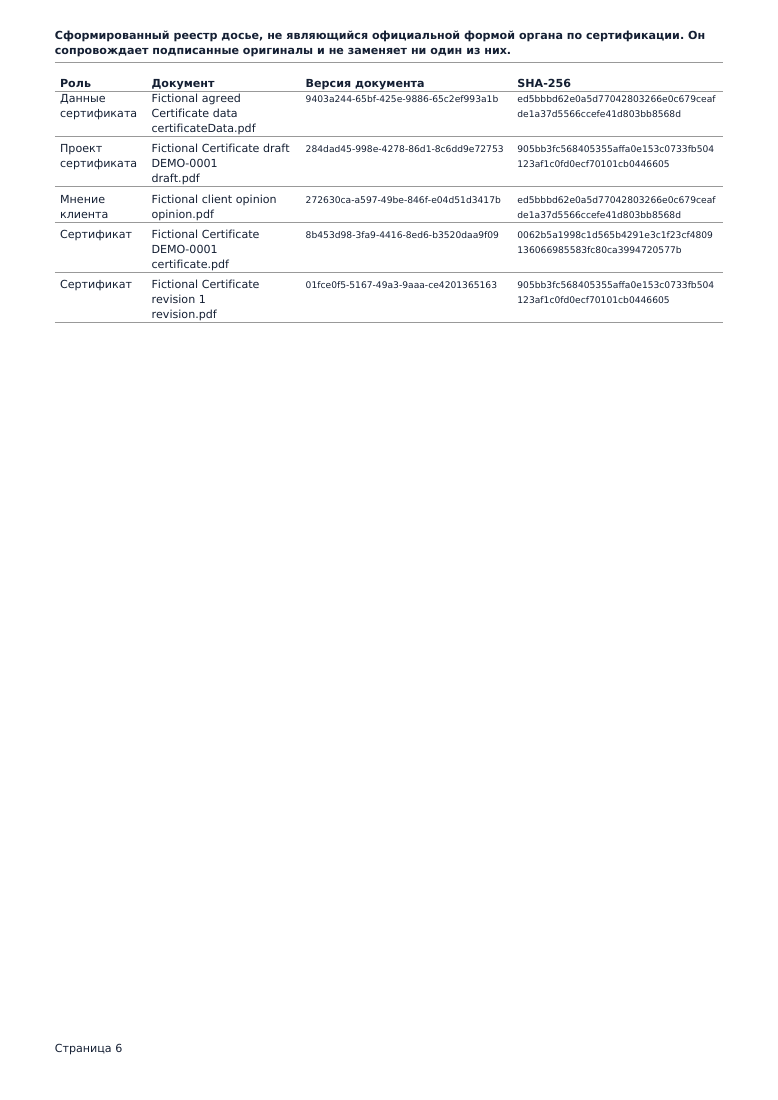 Сформированный реестр досье, не являющийся официальной формой органа по сертификации. Он
сопровождает подписанные оригиналы и не заменяет ни один из них.
Роль Документ Версия документа SHA-256
Данные Fictional agreed 9403a244-65bf-425e-9886-65c2ef993a1b ed5bbbd62e0a5d77042803266e0c679ceaf
сертификата Certificate data de1a37d5566ccefe41d803bb8568d
certificateData.pdf
Проект Fictional Certificate draft 284dad45-998e-4278-86d1-8c6dd9e72753 905bb3fc568405355affa0e153c0733fb504
сертификата DEMO-0001 123af1c0fd0ecf70101cb0446605
draft.pdf
Мнение Fictional client opinion 272630ca-a597-49be-846f-e04d51d3417b ed5bbbd62e0a5d77042803266e0c679ceaf
клиента opinion.pdf de1a37d5566ccefe41d803bb8568d
Сертификат Fictional Certificate 8b453d98-3fa9-4416-8ed6-b3520daa9f09 0062b5a1998c1d565b4291e3c1f23cf4809
DEMO-0001 136066985583fc80ca3994720577b
certificate.pdf
Сертификат Fictional Certificate 01fce0f5-5167-49a3-9aaa-ce4201365163 905bb3fc568405355affa0e153c0733fb504
revision 1 123af1c0fd0ecf70101cb0446605
revision.pdf
Страница 6